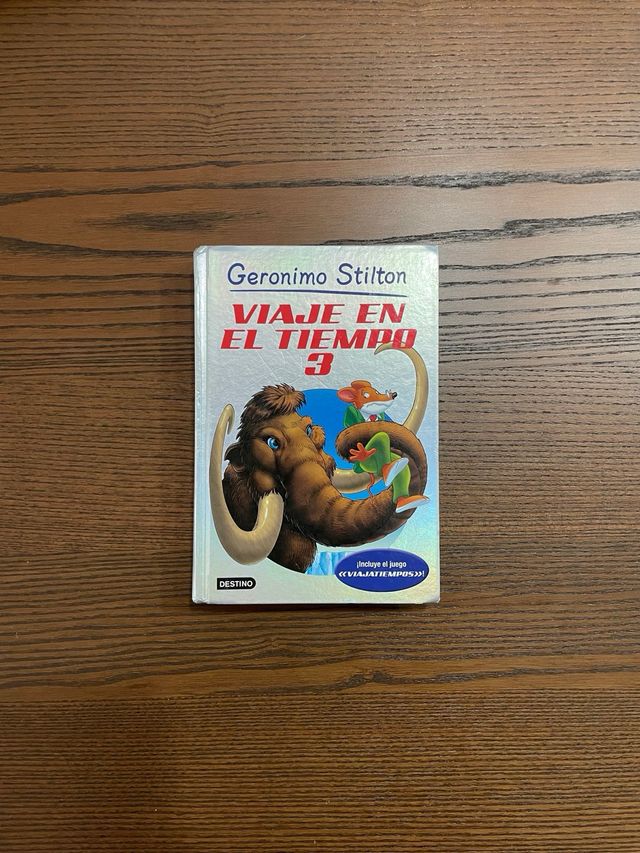 Geronimo Stilton
VIAJE EN
EL TIEMPO
3
¡Incluye el juego
«VIAJATIEMPOS»!
DESTINO